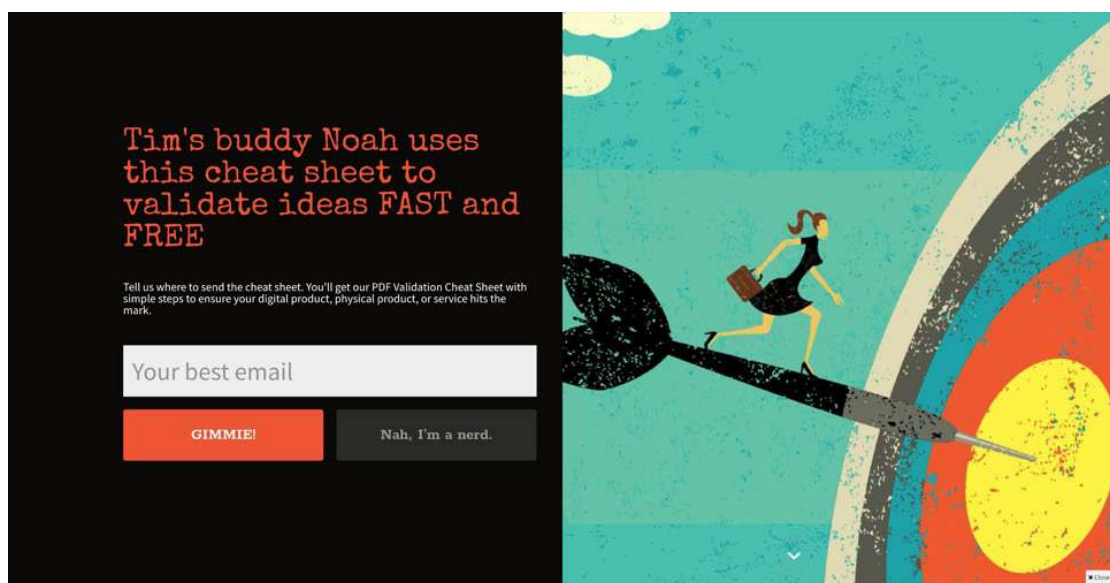 Tim's buddy Noah uses
this cheat sheet to
validate ideas FAST and
FREE
Tell us where to send the cheat sheet. You'll get our PDF Validation Cheat Sheet with
simple steps to ensure your digital product, physical product, or service hits the
mark.
Your best email
GIMMIE!
Nah, I'm a nerd.
✖ Close